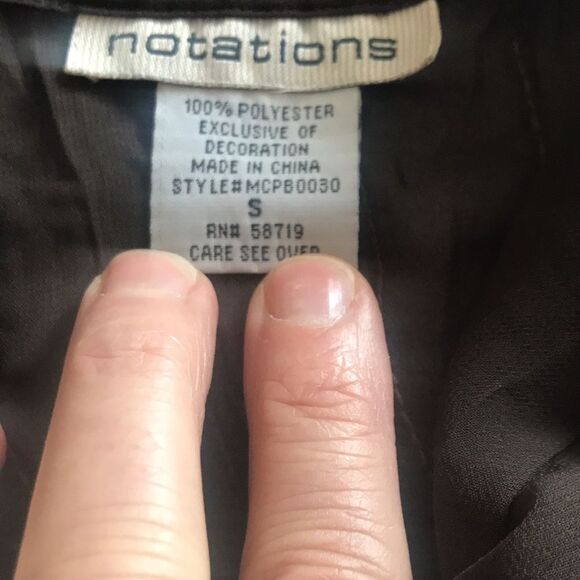 notations
100% POLYESTER
EXCLUSIVE OF
DECORATION
MADE IN CHINA
STYLE#MCPB0030
S
RN# 58719
CARE SEE OVER